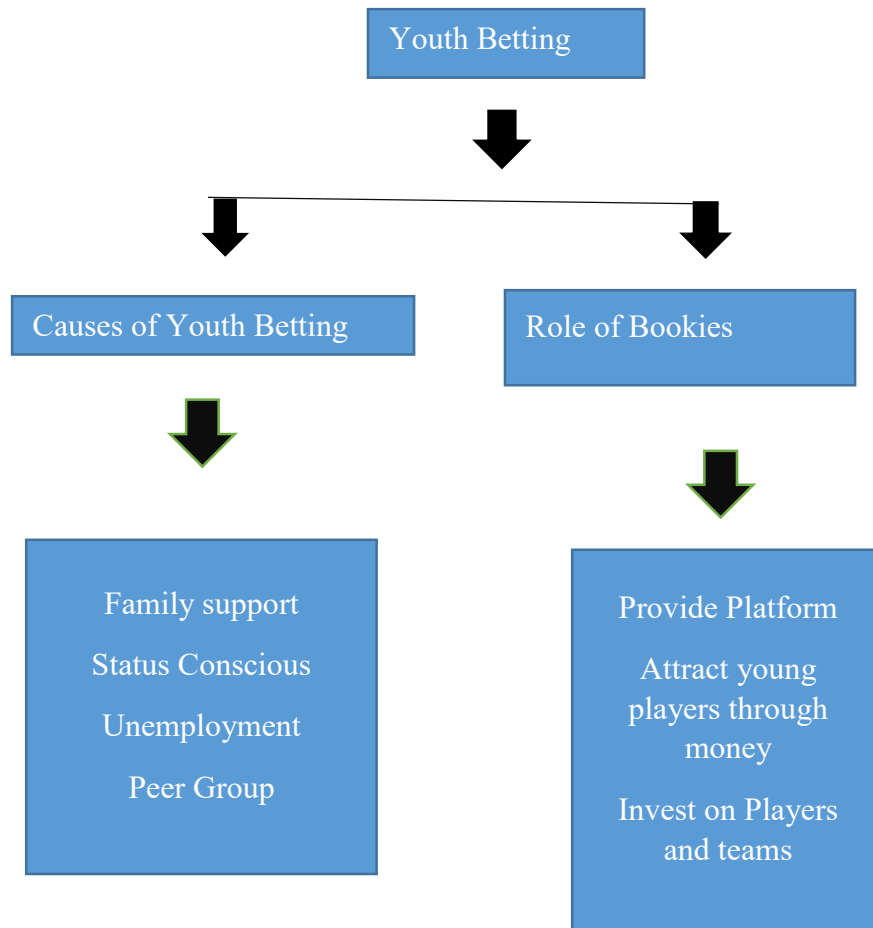 Youth Betting
Causes of Youth Betting
Role of Bookies
Family support
Status Conscious
Unemployment
Peer Group
Provide Platform
Attract young
players through
money
Invest on Players
and teams